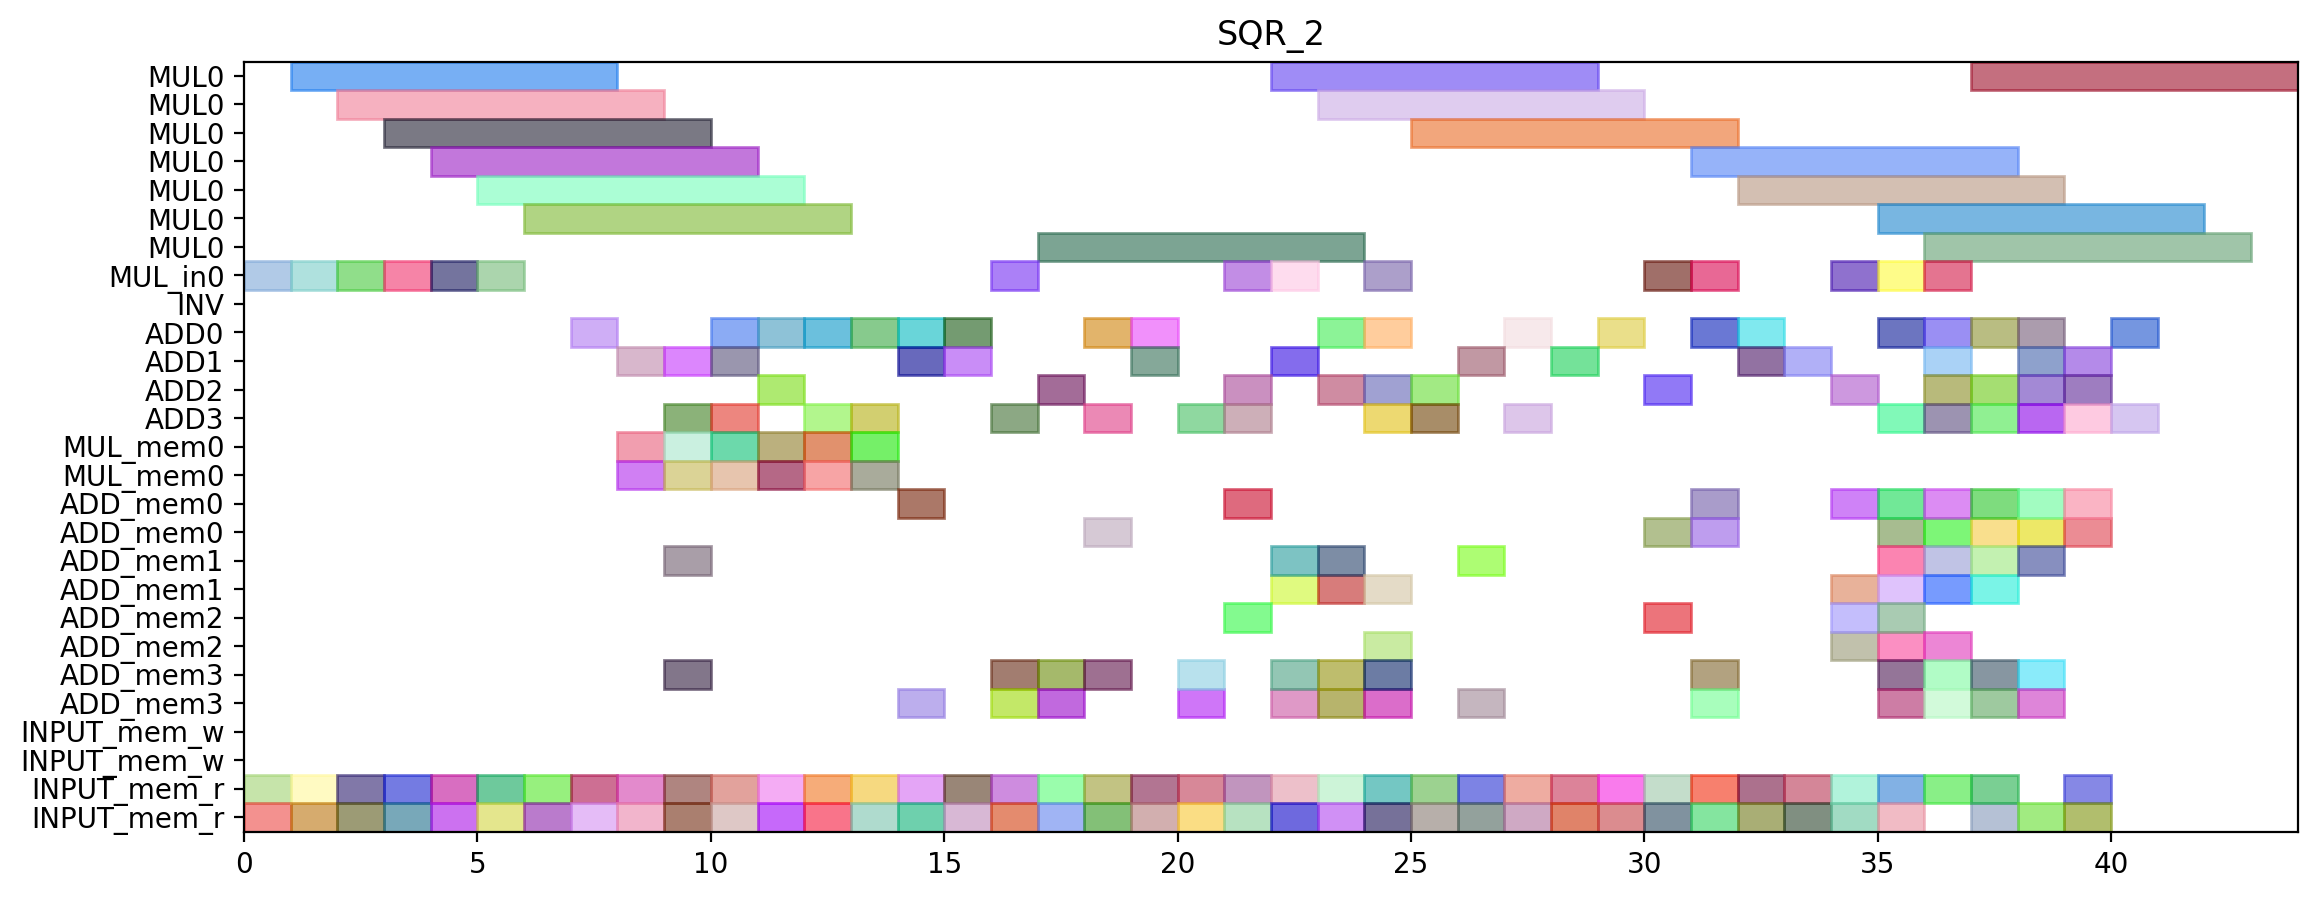 SQR_2
MUL0
MUL0
MUL0
MUL0
MUL0
MUL0
MUL0
MUL_in0
INV
ADD0
ADD1
ADD2
ADD3
MUL_mem0
MUL_mem0
ADD_mem0
ADD_mem0
ADD_mem1
ADD_mem1
ADD_mem2
ADD_mem2
ADD_mem3
ADD_mem3
INPUT_mem_w
INPUT_mem_w
INPUT_mem_r
INPUT_mem_r
0 5 10 15 20 25 30 35 40